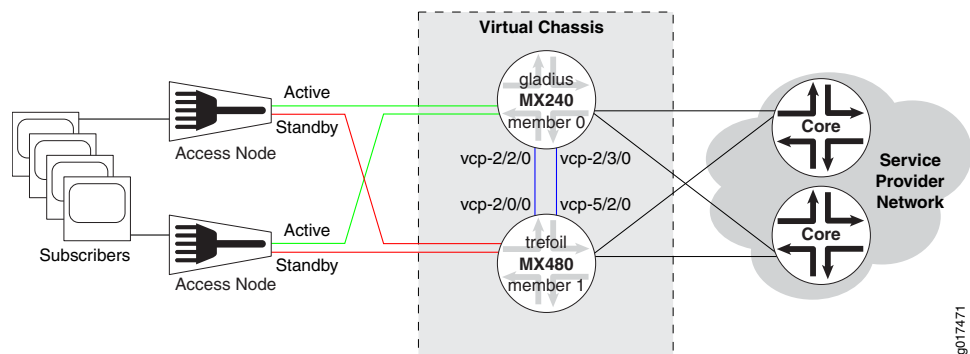 Virtual Chassis
gladius
MX240
member 0
Active
Standby
Access Node
Core
vcp-2/2/0
vcp-2/3/0
Service
Provider
Network
vcp-2/0/0
vcp-5/2/0
Core
Active
Standby
Subscribers
Access Node
trefoil
MX480
member 1
g017471